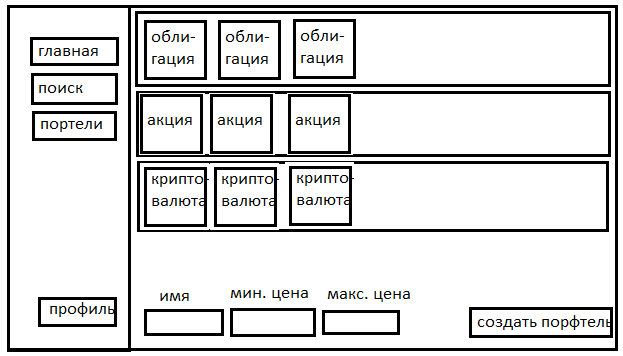 главная
поиск
портели
профиль
обли-
гация
обли-
гация
обли-
гация
акция
акция
акция
крипто-
валюта
крипто-
валюта
крипто-
валюта
имя
мин. цена
макс. цена
создать порфтель